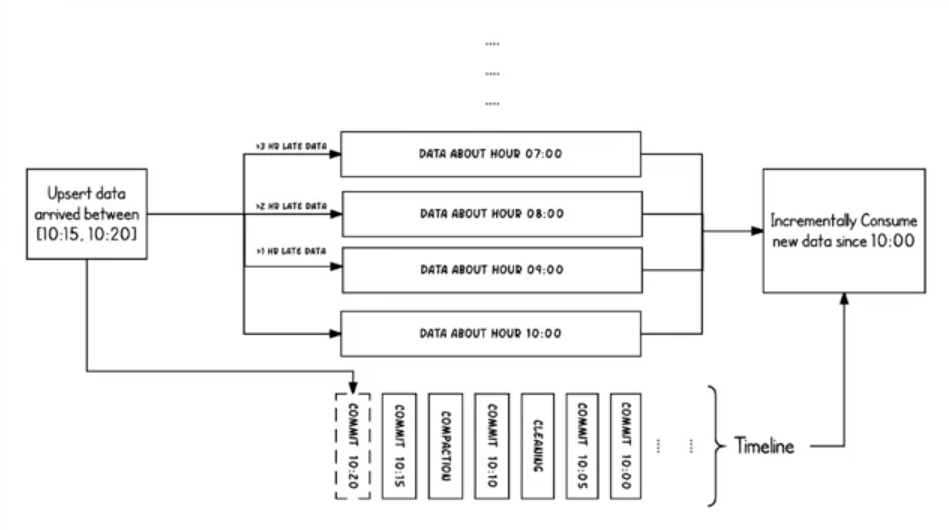 ....
....
....
>3 HR LATE DATA
DATA ABOUT HOUR 07:00
Upsert data
arrived between
[10:15, 10:20]
>2 HR LATE DATA
DATA ABOUT HOUR 08:00
Incrementally Consume
new data since 10:00
>1 HR LATE DATA
DATA ABOUT HOUR 09:00
DATA ABOUT HOUR 10:00
COMMIT 10:20
COMMIT 10:15
COMPACTION
COMMIT 10:10
CLEANING
COMMIT 10:05
COMMIT 10:00
....
....
Timeline